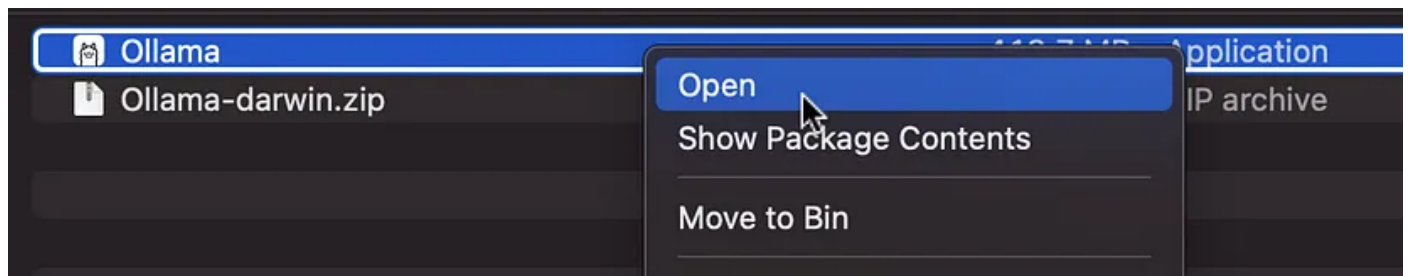 Ollama Application
Open
Ollama-darwin.zip IP archive
Show Package Contents
Move to Bin